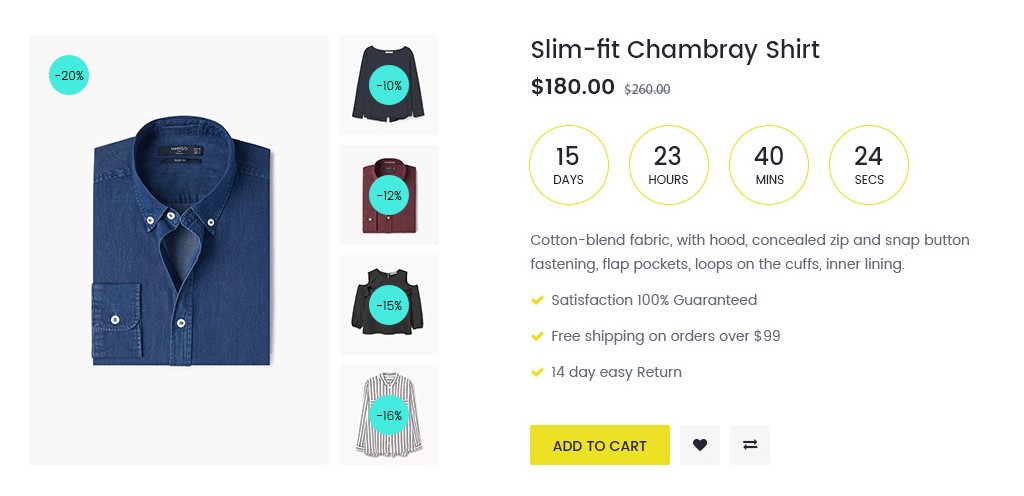 -20%
MANGO
-10%
-12%
-15%
-16%
Slim-fit Chambray Shirt
$180.00 $260.00
15 23 40 24
DAYS HOURS MINS SECS
Cotton-blend fabric, with hood, concealed zip and snap button
fastening, flap pockets, loops on the cuffs, inner lining.
Satisfaction 100% Guaranteed
Free shipping on orders over $99
14 day easy Return
ADD TO CART